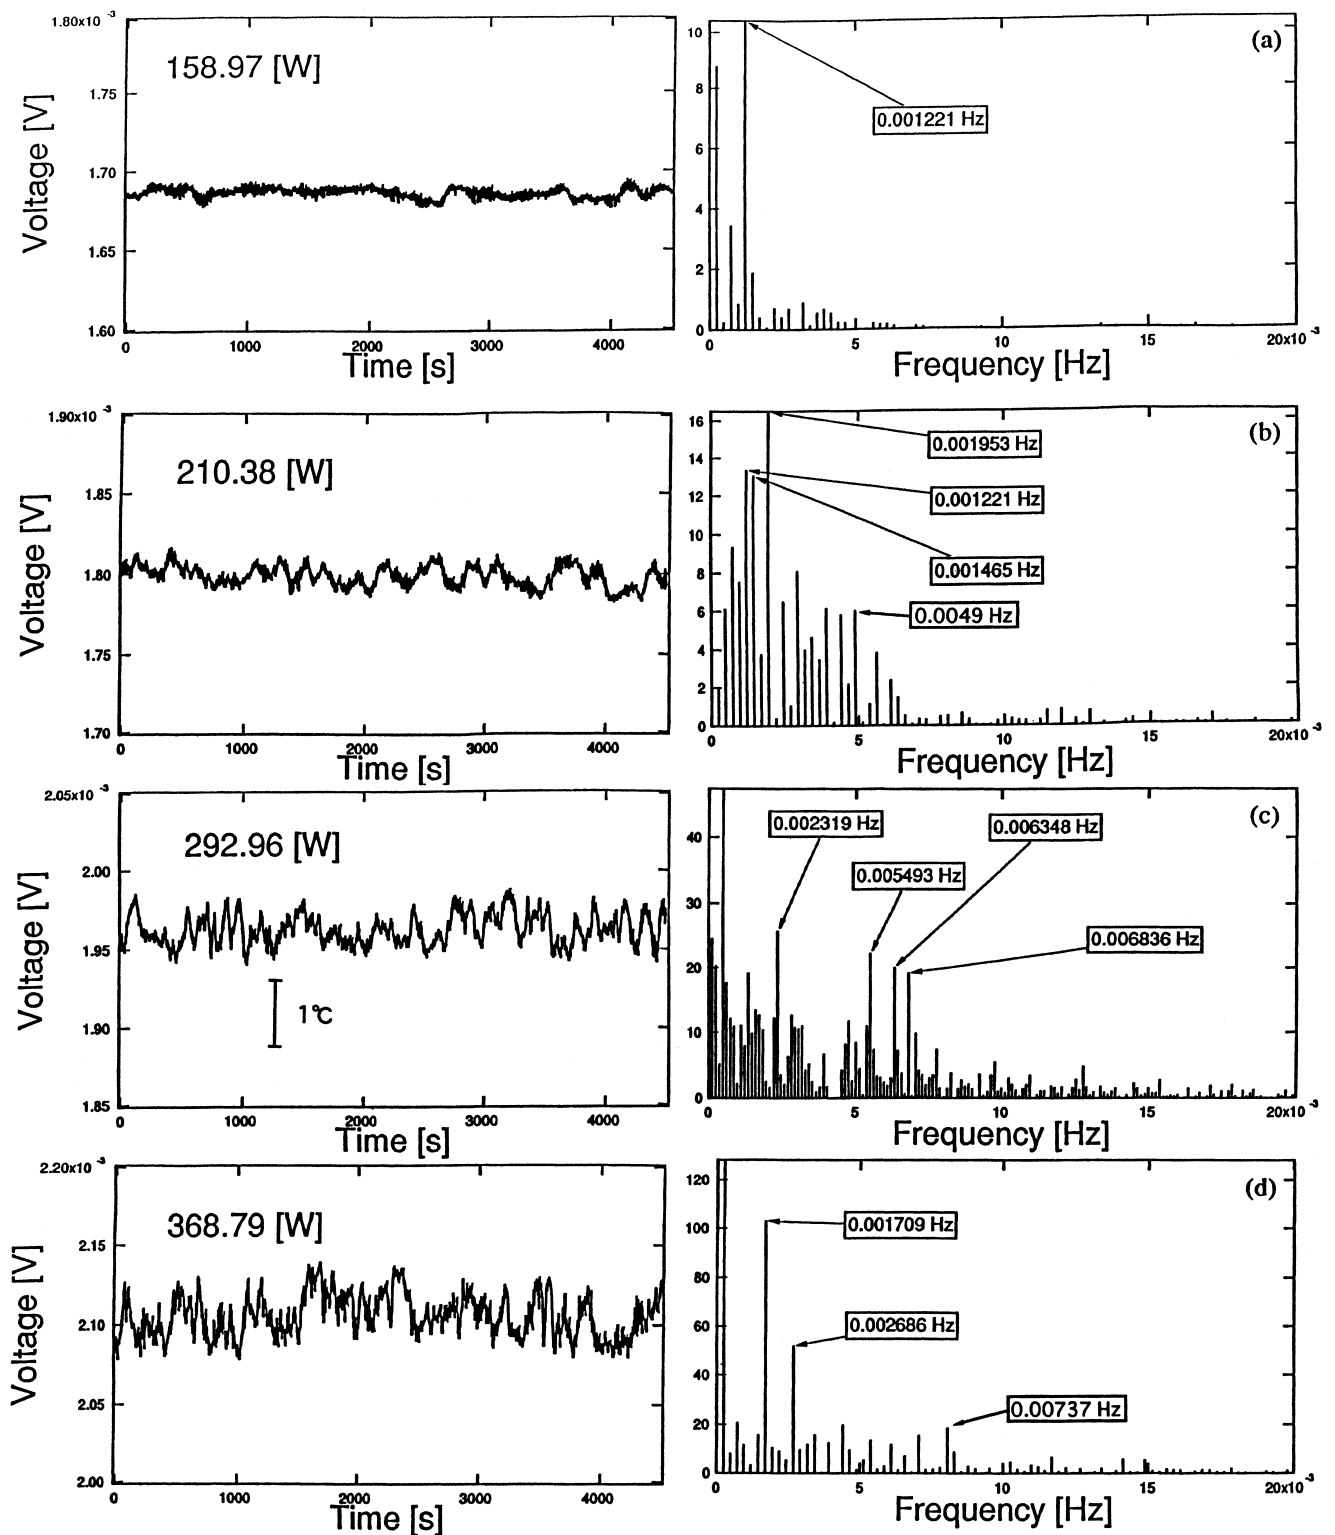 1.80x10 -3
158.97 [W]
1.75
1.70
1.65
1.60
Voltage [V]
0 1000 2000 3000 4000
Time [s]
(a)
10
8
6
4
2
0
0.001221 Hz
0 5 10 15 20x10 -3
Frequency [Hz]
1.90x10 -3
210.38 [W]
1.85
1.80
1.75
1.70
Voltage [V]
0 1000 2000 3000 4000
Time [s]
(b)
16
14
12
10
8
6
4
2
0
0.001953 Hz
0.001221 Hz
0.001465 Hz
0.0049 Hz
0 5 10 15 20x10 -3
Frequency [Hz]
2.05x10 -3
292.96 [W]
2.00
1.95
1.90
1.85
1℃
Voltage [V]
0 1000 2000 3000 4000
Time [s]
(c)
40
30
20
10
0
0.002319 Hz
0.006348 Hz
0.005493 Hz
0.006836 Hz
0 5 10 15 20x10 -3
Frequency [Hz]
2.20x10 -3
368.79 [W]
2.15
2.10
2.05
2.00
Voltage [V]
0 1000 2000 3000 4000
Time [s]
(d)
120
100
80
60
40
20
0
0.001709 Hz
0.002686 Hz
0.00737 Hz
0 5 10 15 20x10 -3
Frequency [Hz]